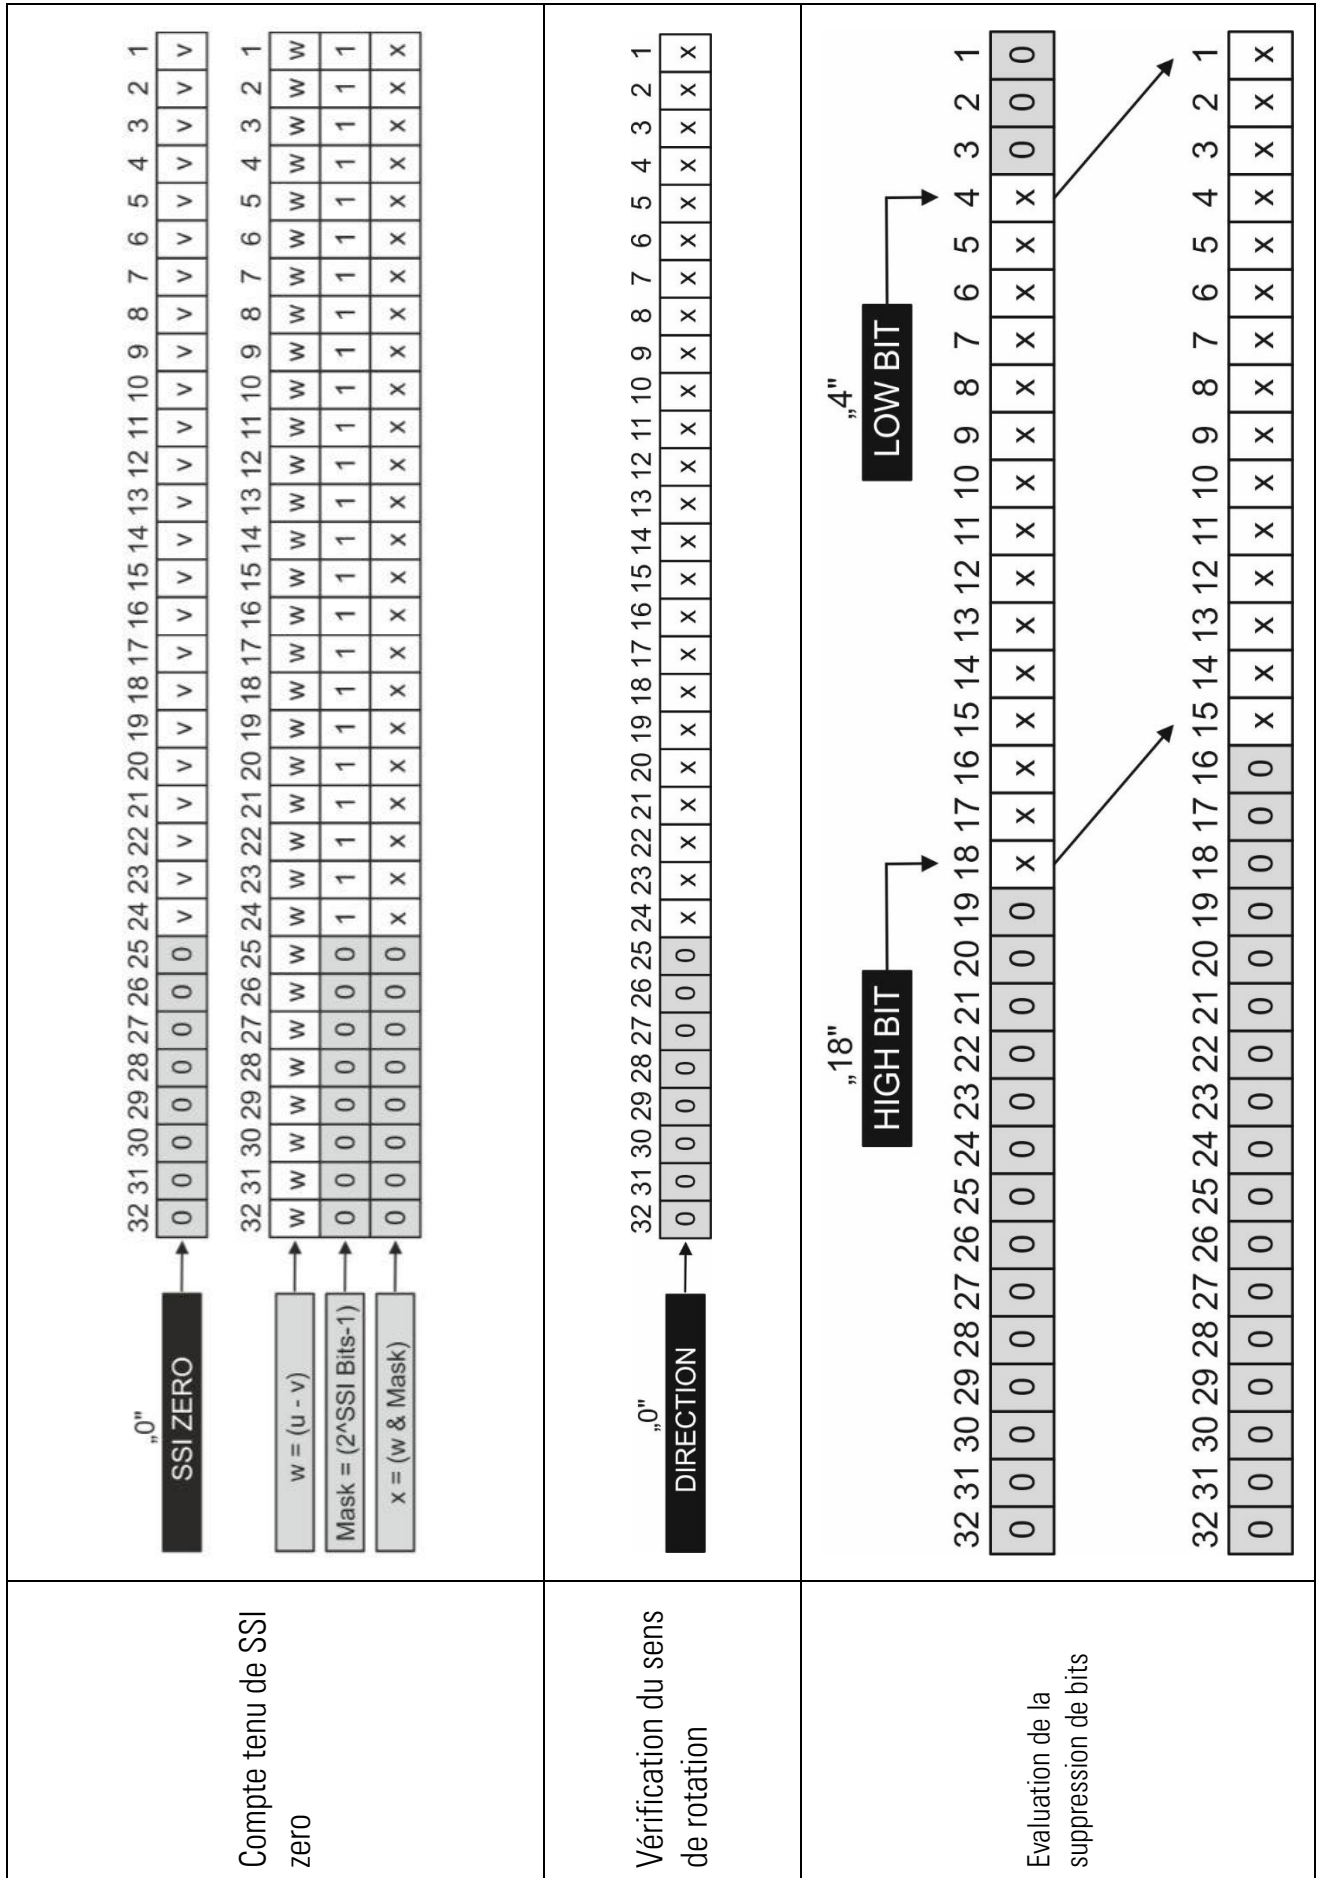 Compte tenu de SSI
zero
„0"
SSI ZERO
32 31 30 29 28 27 26 25 24 23 22 21 20 19 18 17 16 15 14 13 12 11 10 9 8 7 6 5 4 3 2 1
0 0 0 0 0 0 0 0 v v v v v v v v v v v v v v v v v v v v v v v v
32 31 30 29 28 27 26 25 24 23 22 21 20 19 18 17 16 15 14 13 12 11 10 9 8 7 6 5 4 3 2 1
w = (u - v)
w w w w w w w w w w w w w w w w w w w w w w w w w w w w w w w w
Mask = (2^SSI Bits-1)
0 0 0 0 0 0 0 0 1 1 1 1 1 1 1 1 1 1 1 1 1 1 1 1 1 1 1 1 1 1 1 1
x = (w & Mask)
0 0 0 0 0 0 0 0 x x x x x x x x x x x x x x x x x x x x x x x x
Vérification du sens
de rotation
„0"
DIRECTION
32 31 30 29 28 27 26 25 24 23 22 21 20 19 18 17 16 15 14 13 12 11 10 9 8 7 6 5 4 3 2 1
0 0 0 0 0 0 0 0 x x x x x x x x x x x x x x x x x x x x x x x x
Evaluation de la
suppression de bits
„18"
HIGH BIT
„4"
LOW BIT
32 31 30 29 28 27 26 25 24 23 22 21 20 19 18 17 16 15 14 13 12 11 10 9 8 7 6 5 4 3 2 1
0 0 0 0 0 0 0 0 0 0 0 0 0 0 x x x x x x x x x x x x x x x 0 0 0
32 31 30 29 28 27 26 25 24 23 22 21 20 19 18 17 16 15 14 13 12 11 10 9 8 7 6 5 4 3 2 1
0 0 0 0 0 0 0 0 0 0 0 0 0 0 0 0 0 x x x x x x x x x x x x x x x